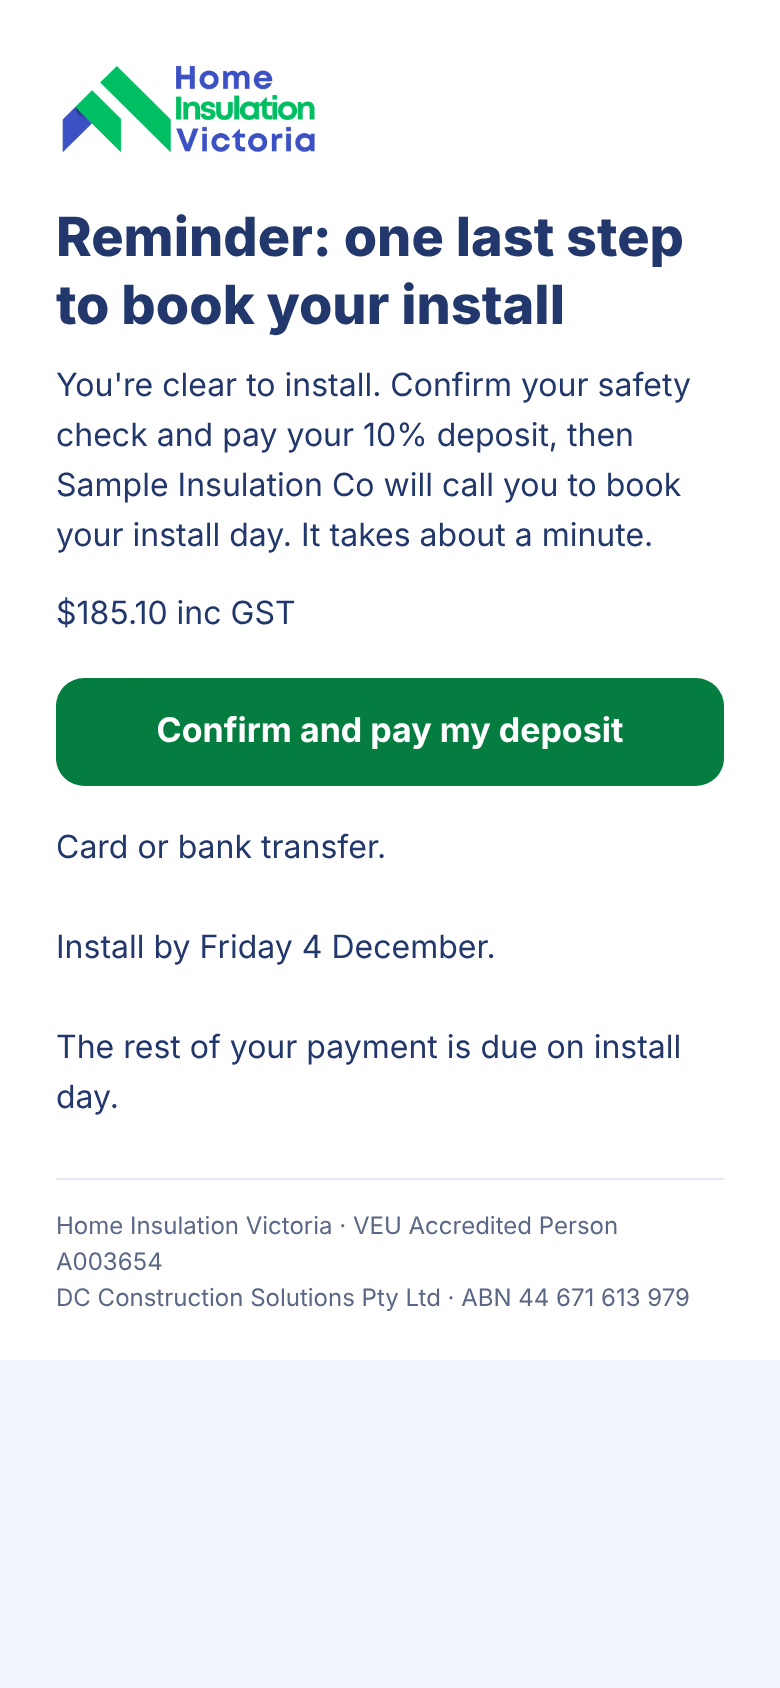 Home
Insulation
Victoria
Reminder: one last step
to book your install
You're clear to install. Confirm your safety
check and pay your 10% deposit, then
Sample Insulation Co will call you to book
your install day. It takes about a minute.
$185.10 inc GST
Confirm and pay my deposit
Card or bank transfer.
Install by Friday 4 December.
The rest of your payment is due on install
day.
Home Insulation Victoria · VEU Accredited Person
A003654
DC Construction Solutions Pty Ltd · ABN 44 671 613 979